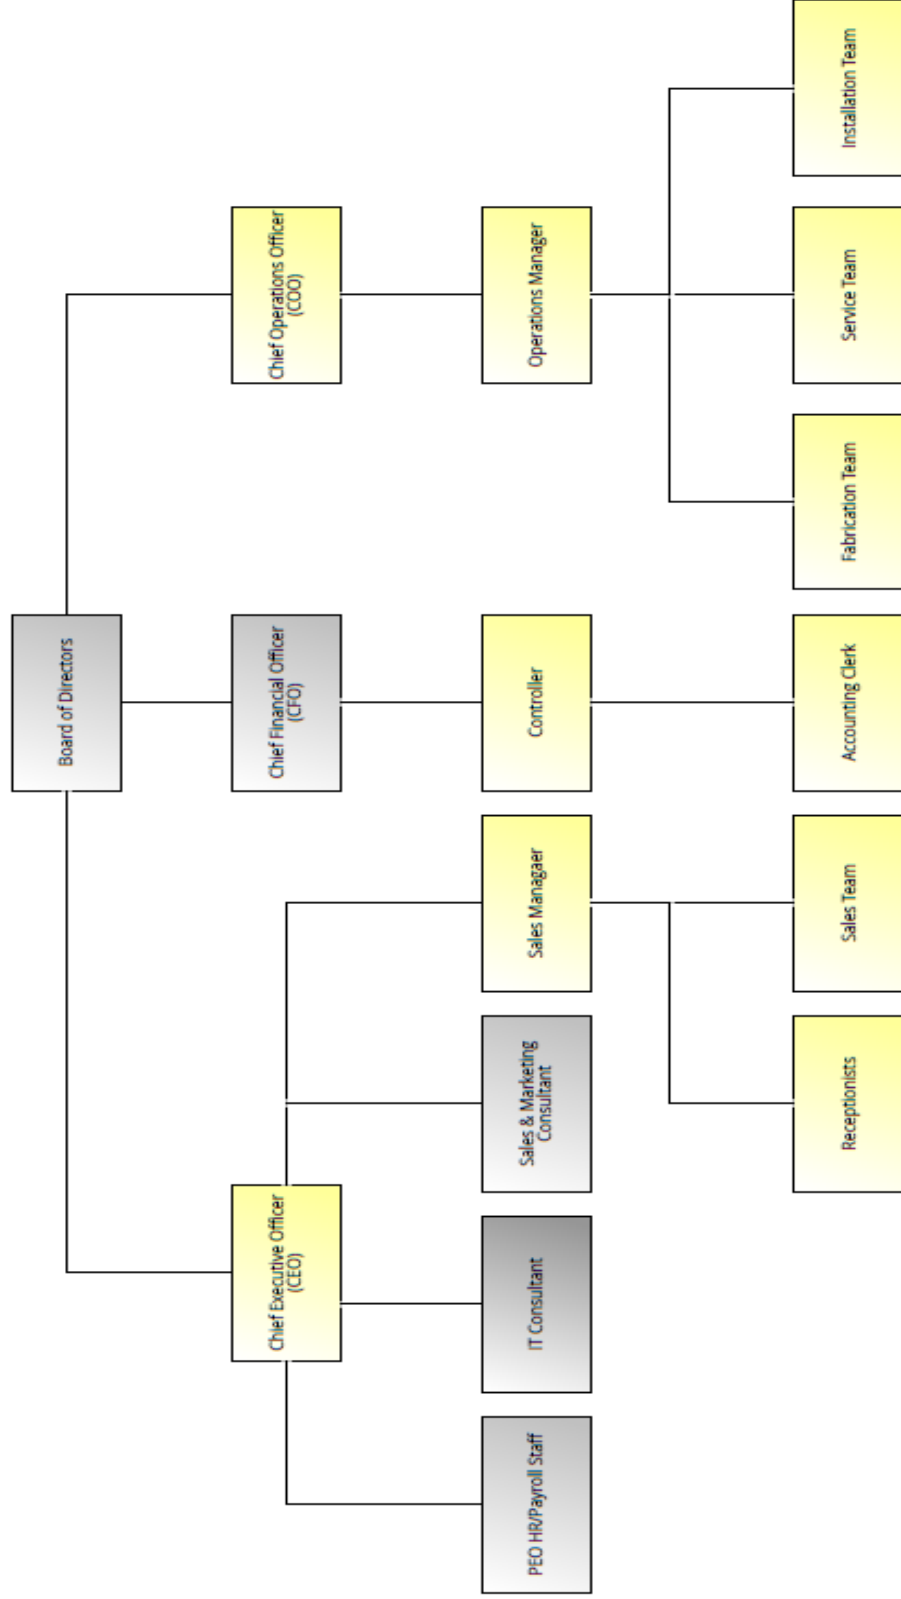 Board of Directors
Chief Executive Officer
(CEO)
Chief Financial Officer
(CFO)
Chief Operations Officer
(COO)
PEO HR/Payroll Staff
IT Consultant
Sales & Marketing
Consultant
Sales Managaer
Controller
Operations Manager
Receptionists
Sales Team
Accounting Clerk
Fabrication Team
Service Team
Installation Team